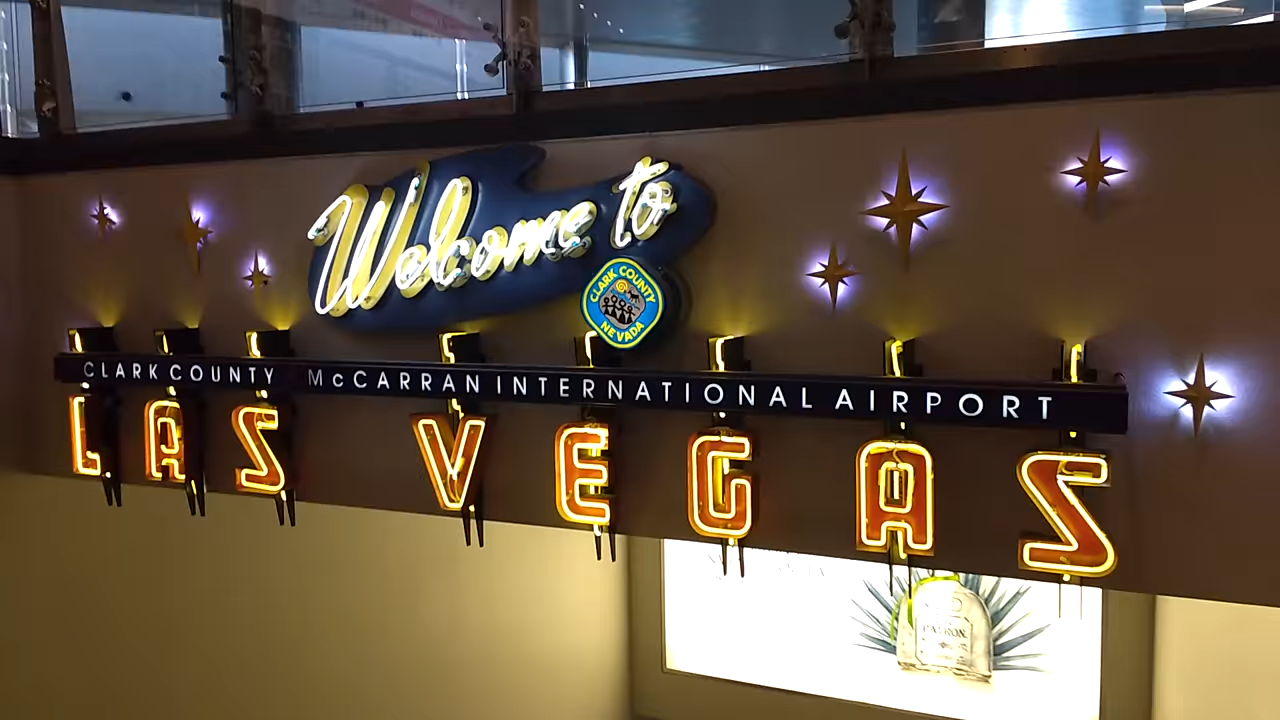 Welcome to
CLARK COUNTY
NEVADA
CLARK COUNTY McCARRAN INTERNATIONAL AIRPORT
LAS VEGAS
PATRÓN